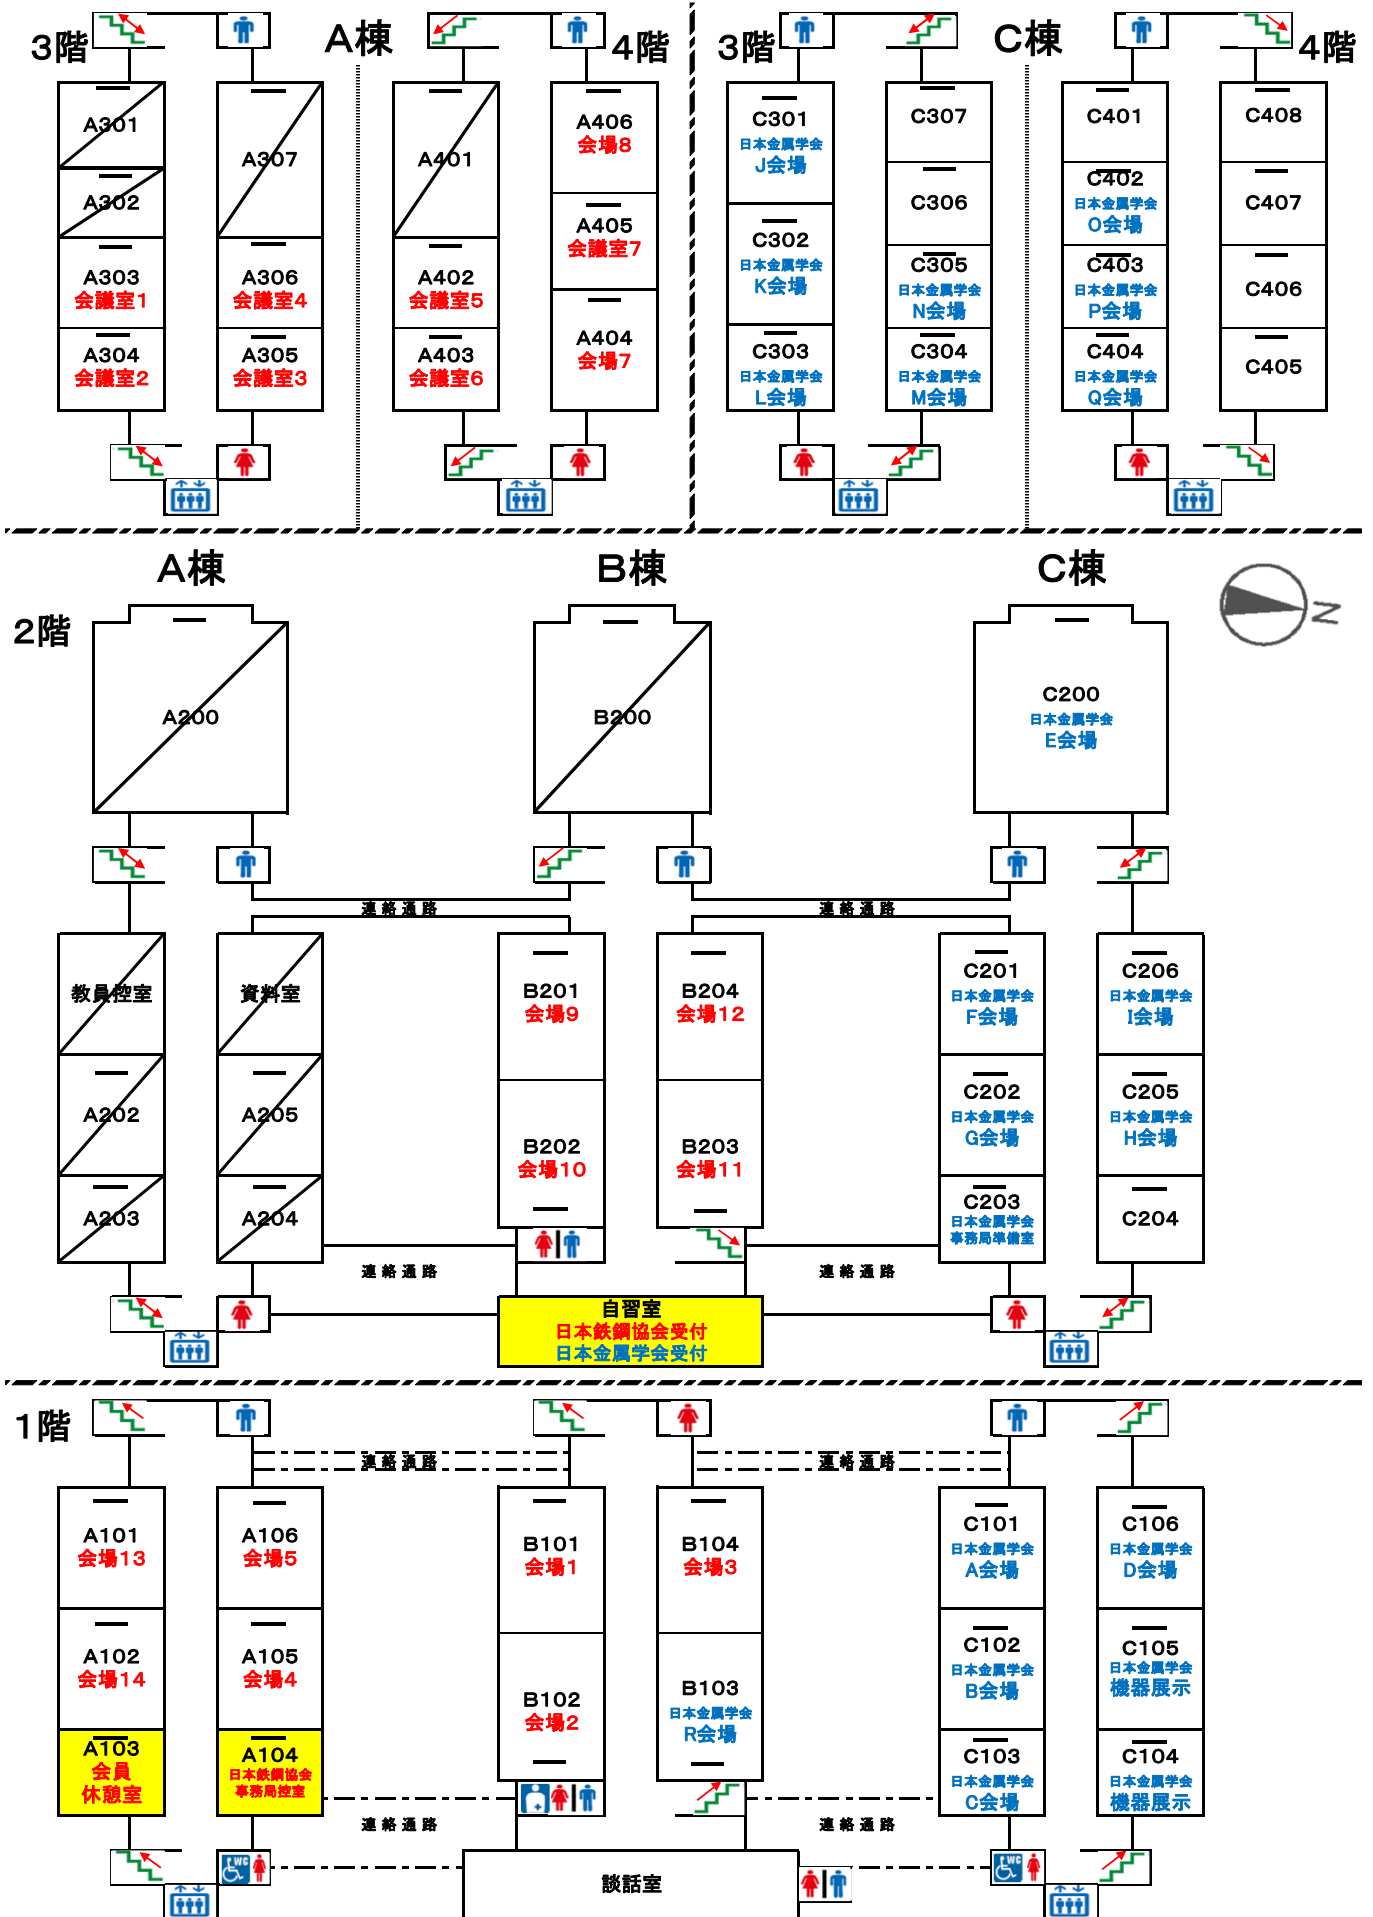 3階
A棟
4階
3階
C棟
4階
A301
A302
A303
会議室1
A304
会議室2
A307
A306
会議室4
A305
会議室3
A401
A402
会議室5
A403
会議室6
A406
会場8
A405
会議室7
A404
会場7
C301
日本金属学会
J会場
C302
日本金属学会
K会場
C303
日本金属学会
L会場
C307
C306
C305
日本金属学会
N会場
C304
日本金属学会
M会場
C401
C402
日本金属学会
O会場
C403
日本金属学会
P会場
C404
日本金属学会
Q会場
C408
C407
C406
C405
A棟
B棟
C棟
N
2階
A200
B200
C200
日本金属学会
E会場
連絡通路
連絡通路
教員控室
A202
A203
資料室
A205
A204
B201
会場9
B202
会場10
B204
会場12
B203
会場11
C201
日本金属学会
F会場
C202
日本金属学会
G会場
C203
日本金属学会
事務局準備室
C206
日本金属学会
I会場
C205
日本金属学会
H会場
C204
連絡通路
連絡通路
自習室
日本鉄鋼協会受付
日本金属学会受付
1階
連絡通路
連絡通路
A101
会場13
A102
会場14
A103
会員
休憩室
A106
会場5
A105
会場4
A104
日本鉄鋼協会
事務局控室
B101
会場1
B102
会場2
B104
会場3
B103
日本金属学会
R会場
C101
日本金属学会
A会場
C102
日本金属学会
B会場
C103
日本金属学会
C会場
C106
日本金属学会
D会場
C105
日本金属学会
機器展示
C104
日本金属学会
機器展示
連絡通路
連絡通路
WC
談話室
WC